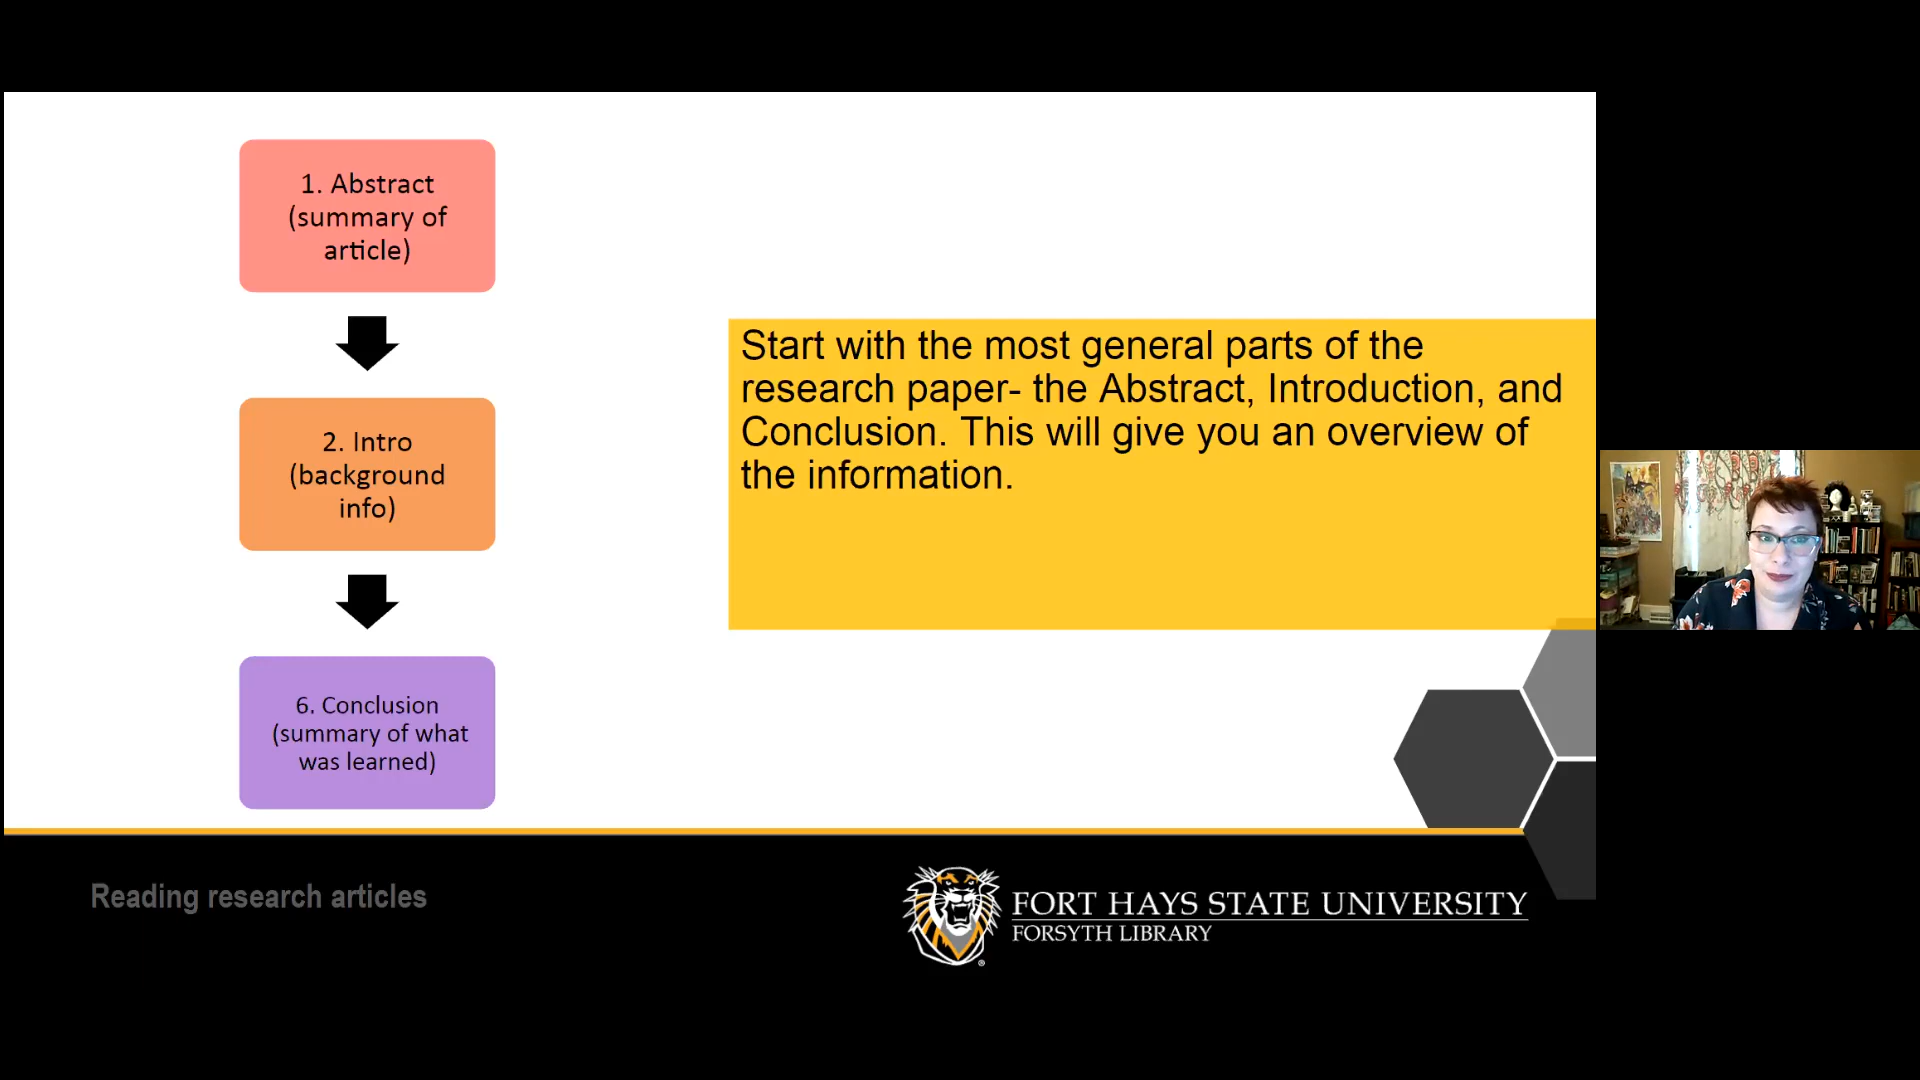 1. Abstract
(summary of
article)
2. Intro
(background
info)
6. Conclusion
(summary of what
was learned)
Start with the most general parts of the
research paper- the Abstract, Introduction, and
Conclusion. This will give you an overview of
the information.
Reading research articles
FORT HAYS STATE UNIVERSITY
FORSYTH LIBRARY
®